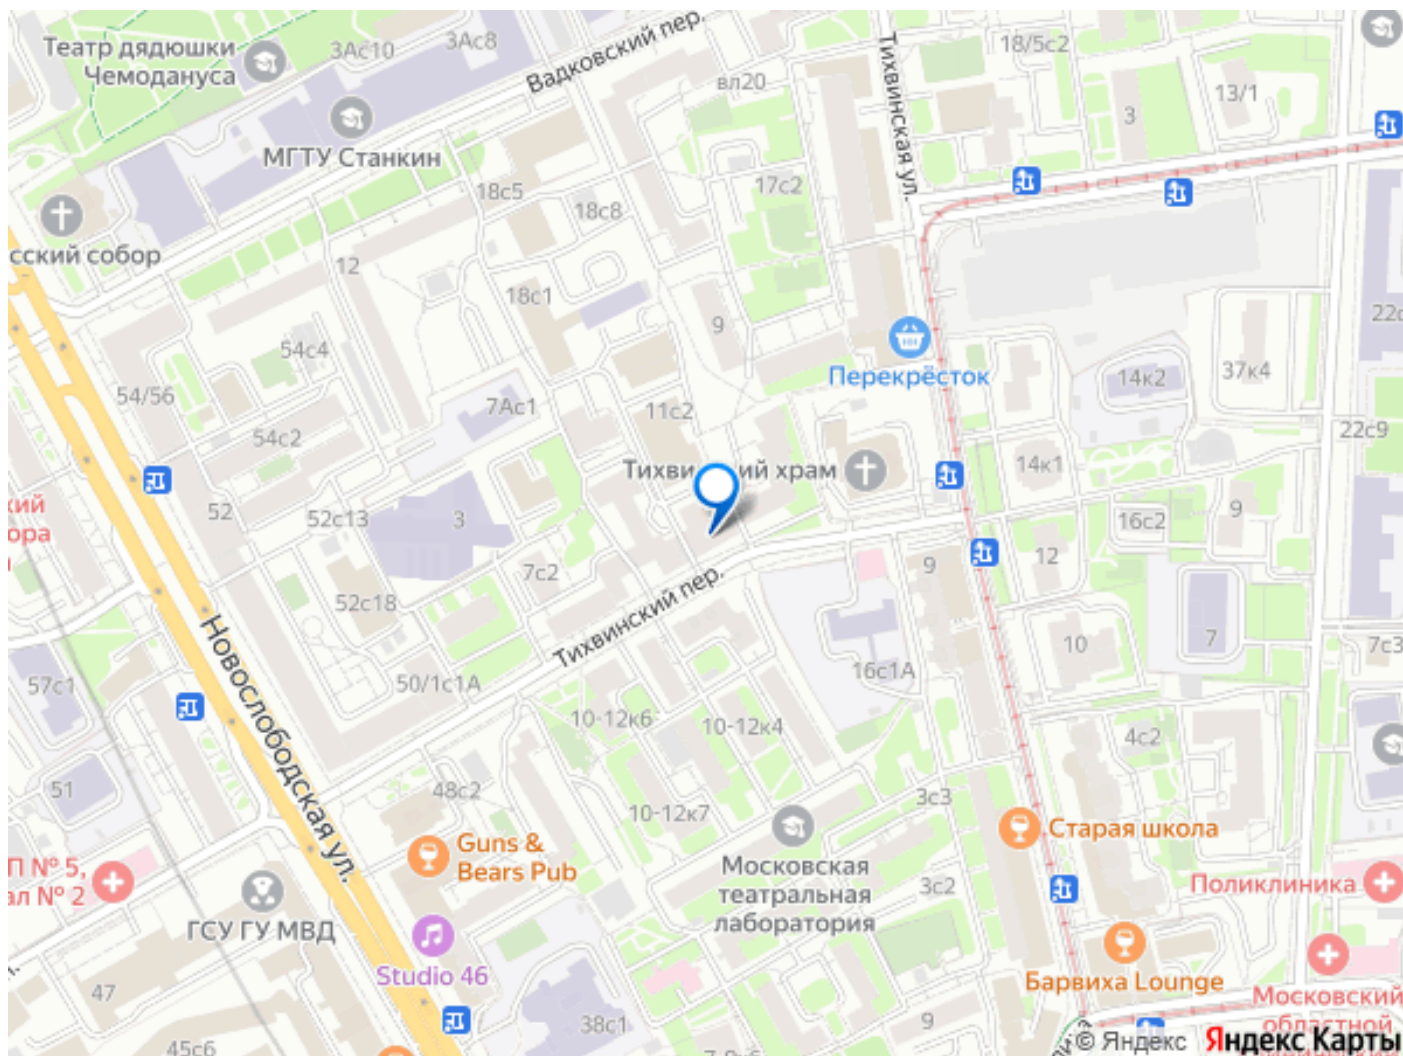 Театр дядюшки
Чемодануса
3Ас10
3Ас8
Вадковский пер.
вл20
Тихвинская ул.
18/5с2
13/1
3
МГТУ Станкин
18с5
18с8
17с2
сский собор
12
18с1
9
54с4
54/56
7Ас1
11с2
54с2
Перекрёсток
14к2
37к4
22с9
Тихвинский храм
14к1
52
52с13
3
16с2
9
кий
ора
7с2
52с18
9
12
Тихвинский пер.
7
10
7с3
57с1
Новослободская ул.
50/1с1А
16с1А
10-12к6
10-12к4
4с2
51
48с2
10-12к7
3с3
Старая школа
Guns &
Bears Pub
П № 5,
ал № 2
Московская
театральная
лаборатория
3с2
Поликлиника
ГСУ ГУ МВД
Studio 46
Барвиха Lounge
47
38с1
9
Московский
областной
45с6
© Яндекс Яндекс Карты